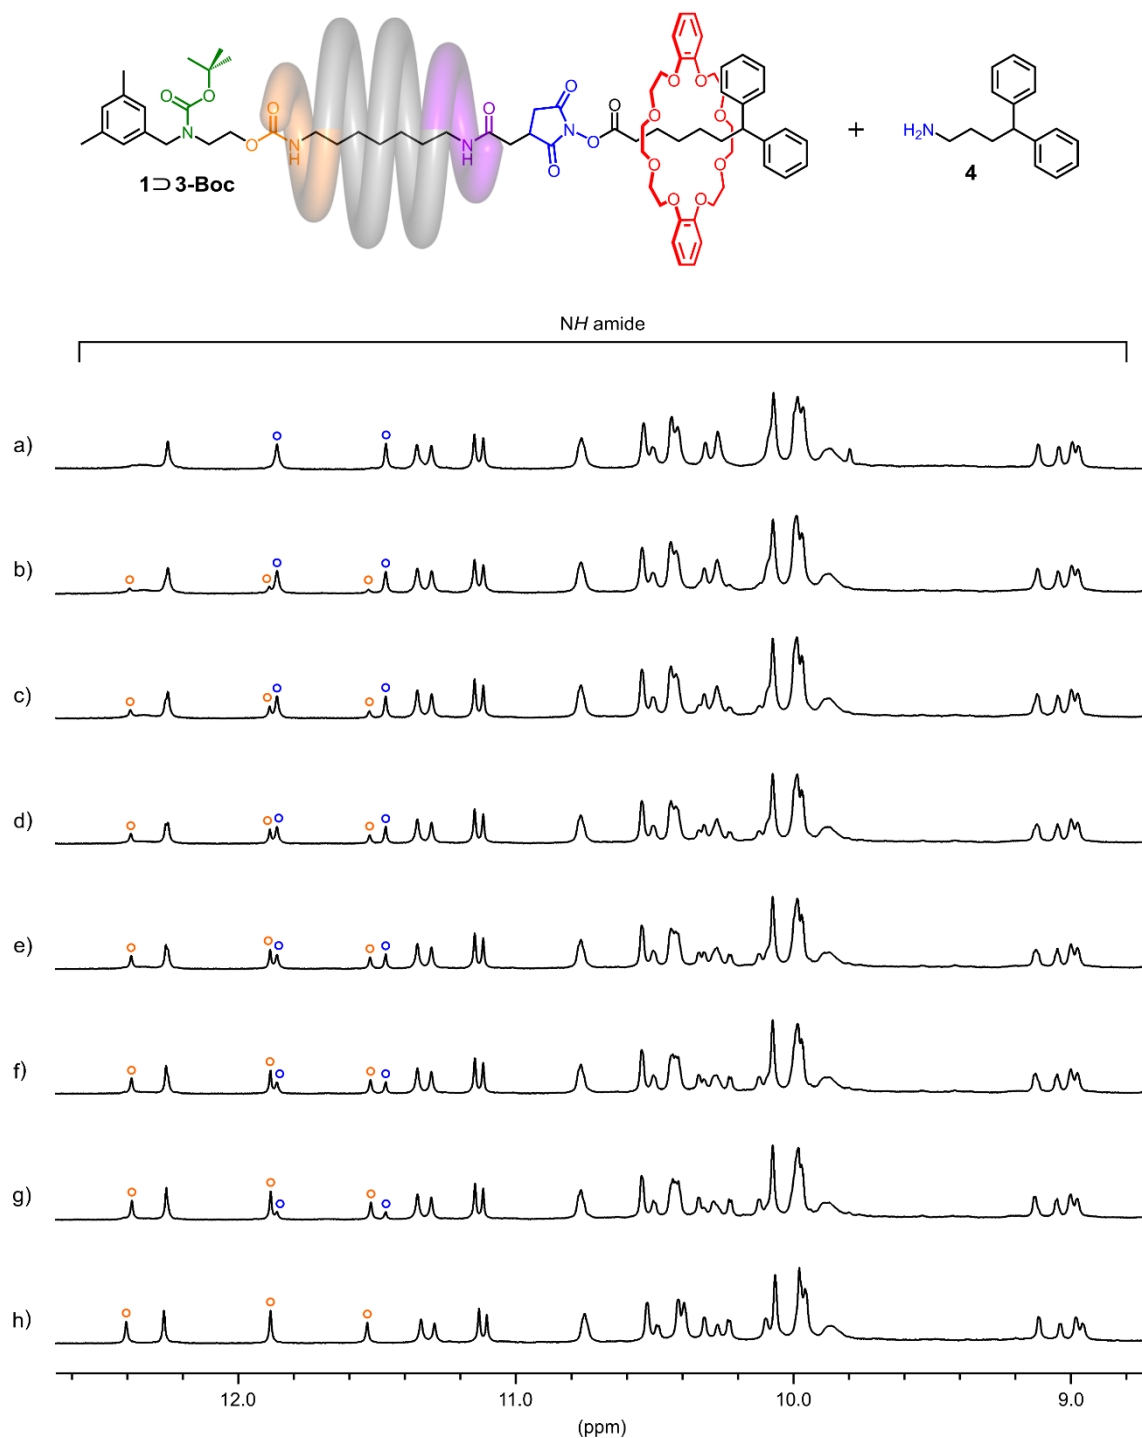 O
O
N
O
O
O
N
H
O
N
H
O
N
O
O
O
O
O
O
O
O
O
O
O
1⊃3-Boc
+
H2N
4
NH amide
a)
b)
c)
d)
e)
f)
g)
h)
12.0 11.0 10.0 9.0
(ppm)